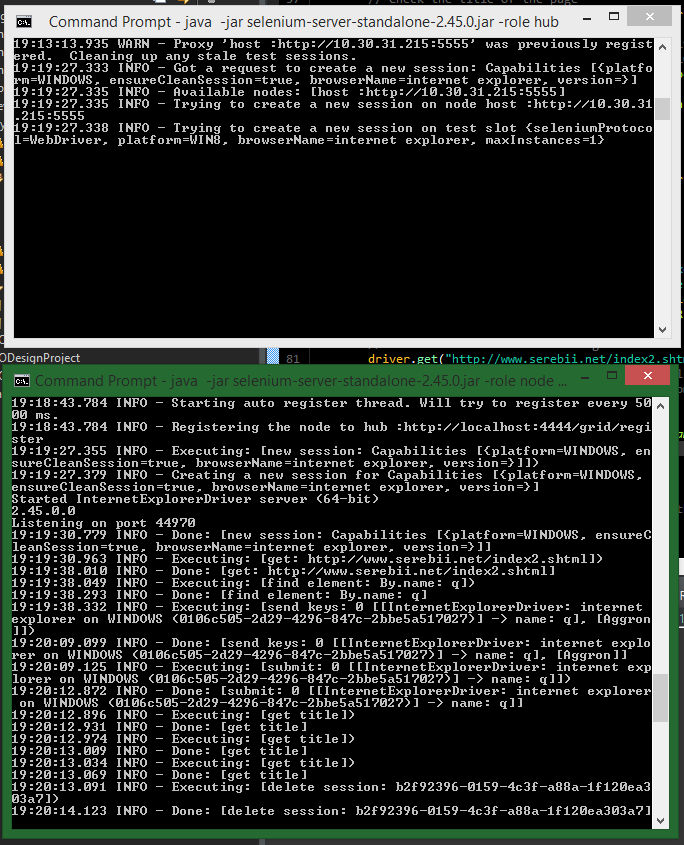 // Check the title of the page
Command Prompt - java -jar selenium-server-standalone-2.45.0.jar -role hub
19:13:13.935 WARN - Proxy 'host :http://10.30.31.215:5555' was previously regist
ered.  Cleaning up any stale test sessions.
19:19:27.333 INFO - Got a request to create a new session: Capabilities [{platfo
rm=WINDOWS, ensureCleanSession=true, browserName=internet explorer, version=}]
19:19:27.335 INFO - Available nodes: [host :http://10.30.31.215:5555]
19:19:27.335 INFO - Trying to create a new session on node host :http://10.30.31
.215:5555
19:19:27.338 INFO - Trying to create a new session on test slot {seleniumProtoco
l=WebDriver, platform=WIN8, browserName=internet explorer, maxInstances=1}
ODesignProject
81 driver.get("http://www.serebii.net/index2.sht
Command Prompt - java -jar selenium-server-standalone-2.45.0.jar -role node ...
19:18:43.784 INFO - Starting auto register thread. Will try to register every 50
00 ms.
19:18:43.784 INFO - Registering the node to hub :http://localhost:4444/grid/regi
ster
19:19:27.355 INFO - Executing: [new session: Capabilities [{platform=WINDOWS, en
sureCleanSession=true, browserName=internet explorer, version=}]])
19:19:27.379 INFO - Creating a new session for Capabilities [{platform=WINDOWS,
ensureCleanSession=true, browserName=internet explorer, version=}]
Started InternetExplorerDriver server (64-bit)
2.45.0.0
Listening on port 44970
19:19:30.779 INFO - Done: [new session: Capabilities [{platform=WINDOWS, ensureC
leanSession=true, browserName=internet explorer, version=}]]
19:19:30.963 INFO - Executing: [get: http://www.serebii.net/index2.shtml])
19:19:38.010 INFO - Done: [get: http://www.serebii.net/index2.shtml]
19:19:38.049 INFO - Executing: [find element: By.name: q])
19:19:38.293 INFO - Done: [find element: By.name: q]
19:19:38.332 INFO - Executing: [send keys: 0 [[InternetExplorerDriver: internet
explorer on WINDOWS (0106c505-2d29-4296-847c-2bbe5a517027)] -> name: q], [Aggron
]])
19:20:09.099 INFO - Done: [send keys: 0 [[InternetExplorerDriver: internet explo
rer on WINDOWS (0106c505-2d29-4296-847c-2bbe5a517027)] -> name: q], [Aggron]]
19:20:09.125 INFO - Executing: [submit: 0 [[InternetExplorerDriver: internet exp
lorer on WINDOWS (0106c505-2d29-4296-847c-2bbe5a517027)] -> name: q]])
19:20:12.872 INFO - Done: [submit: 0 [[InternetExplorerDriver: internet explorer
 on WINDOWS (0106c505-2d29-4296-847c-2bbe5a517027)] -> name: q]]
19:20:12.896 INFO - Executing: [get title])
19:20:12.931 INFO - Done: [get title]
19:20:12.974 INFO - Executing: [get title])
19:20:13.009 INFO - Done: [get title]
19:20:13.034 INFO - Executing: [get title])
19:20:13.069 INFO - Done: [get title]
19:20:13.091 INFO - Executing: [delete session: b2f92396-0159-4c3f-a88a-1f120ea3
03a7])
19:20:14.123 INFO - Done: [delete session: b2f92396-0159-4c3f-a88a-1f120ea303a7]